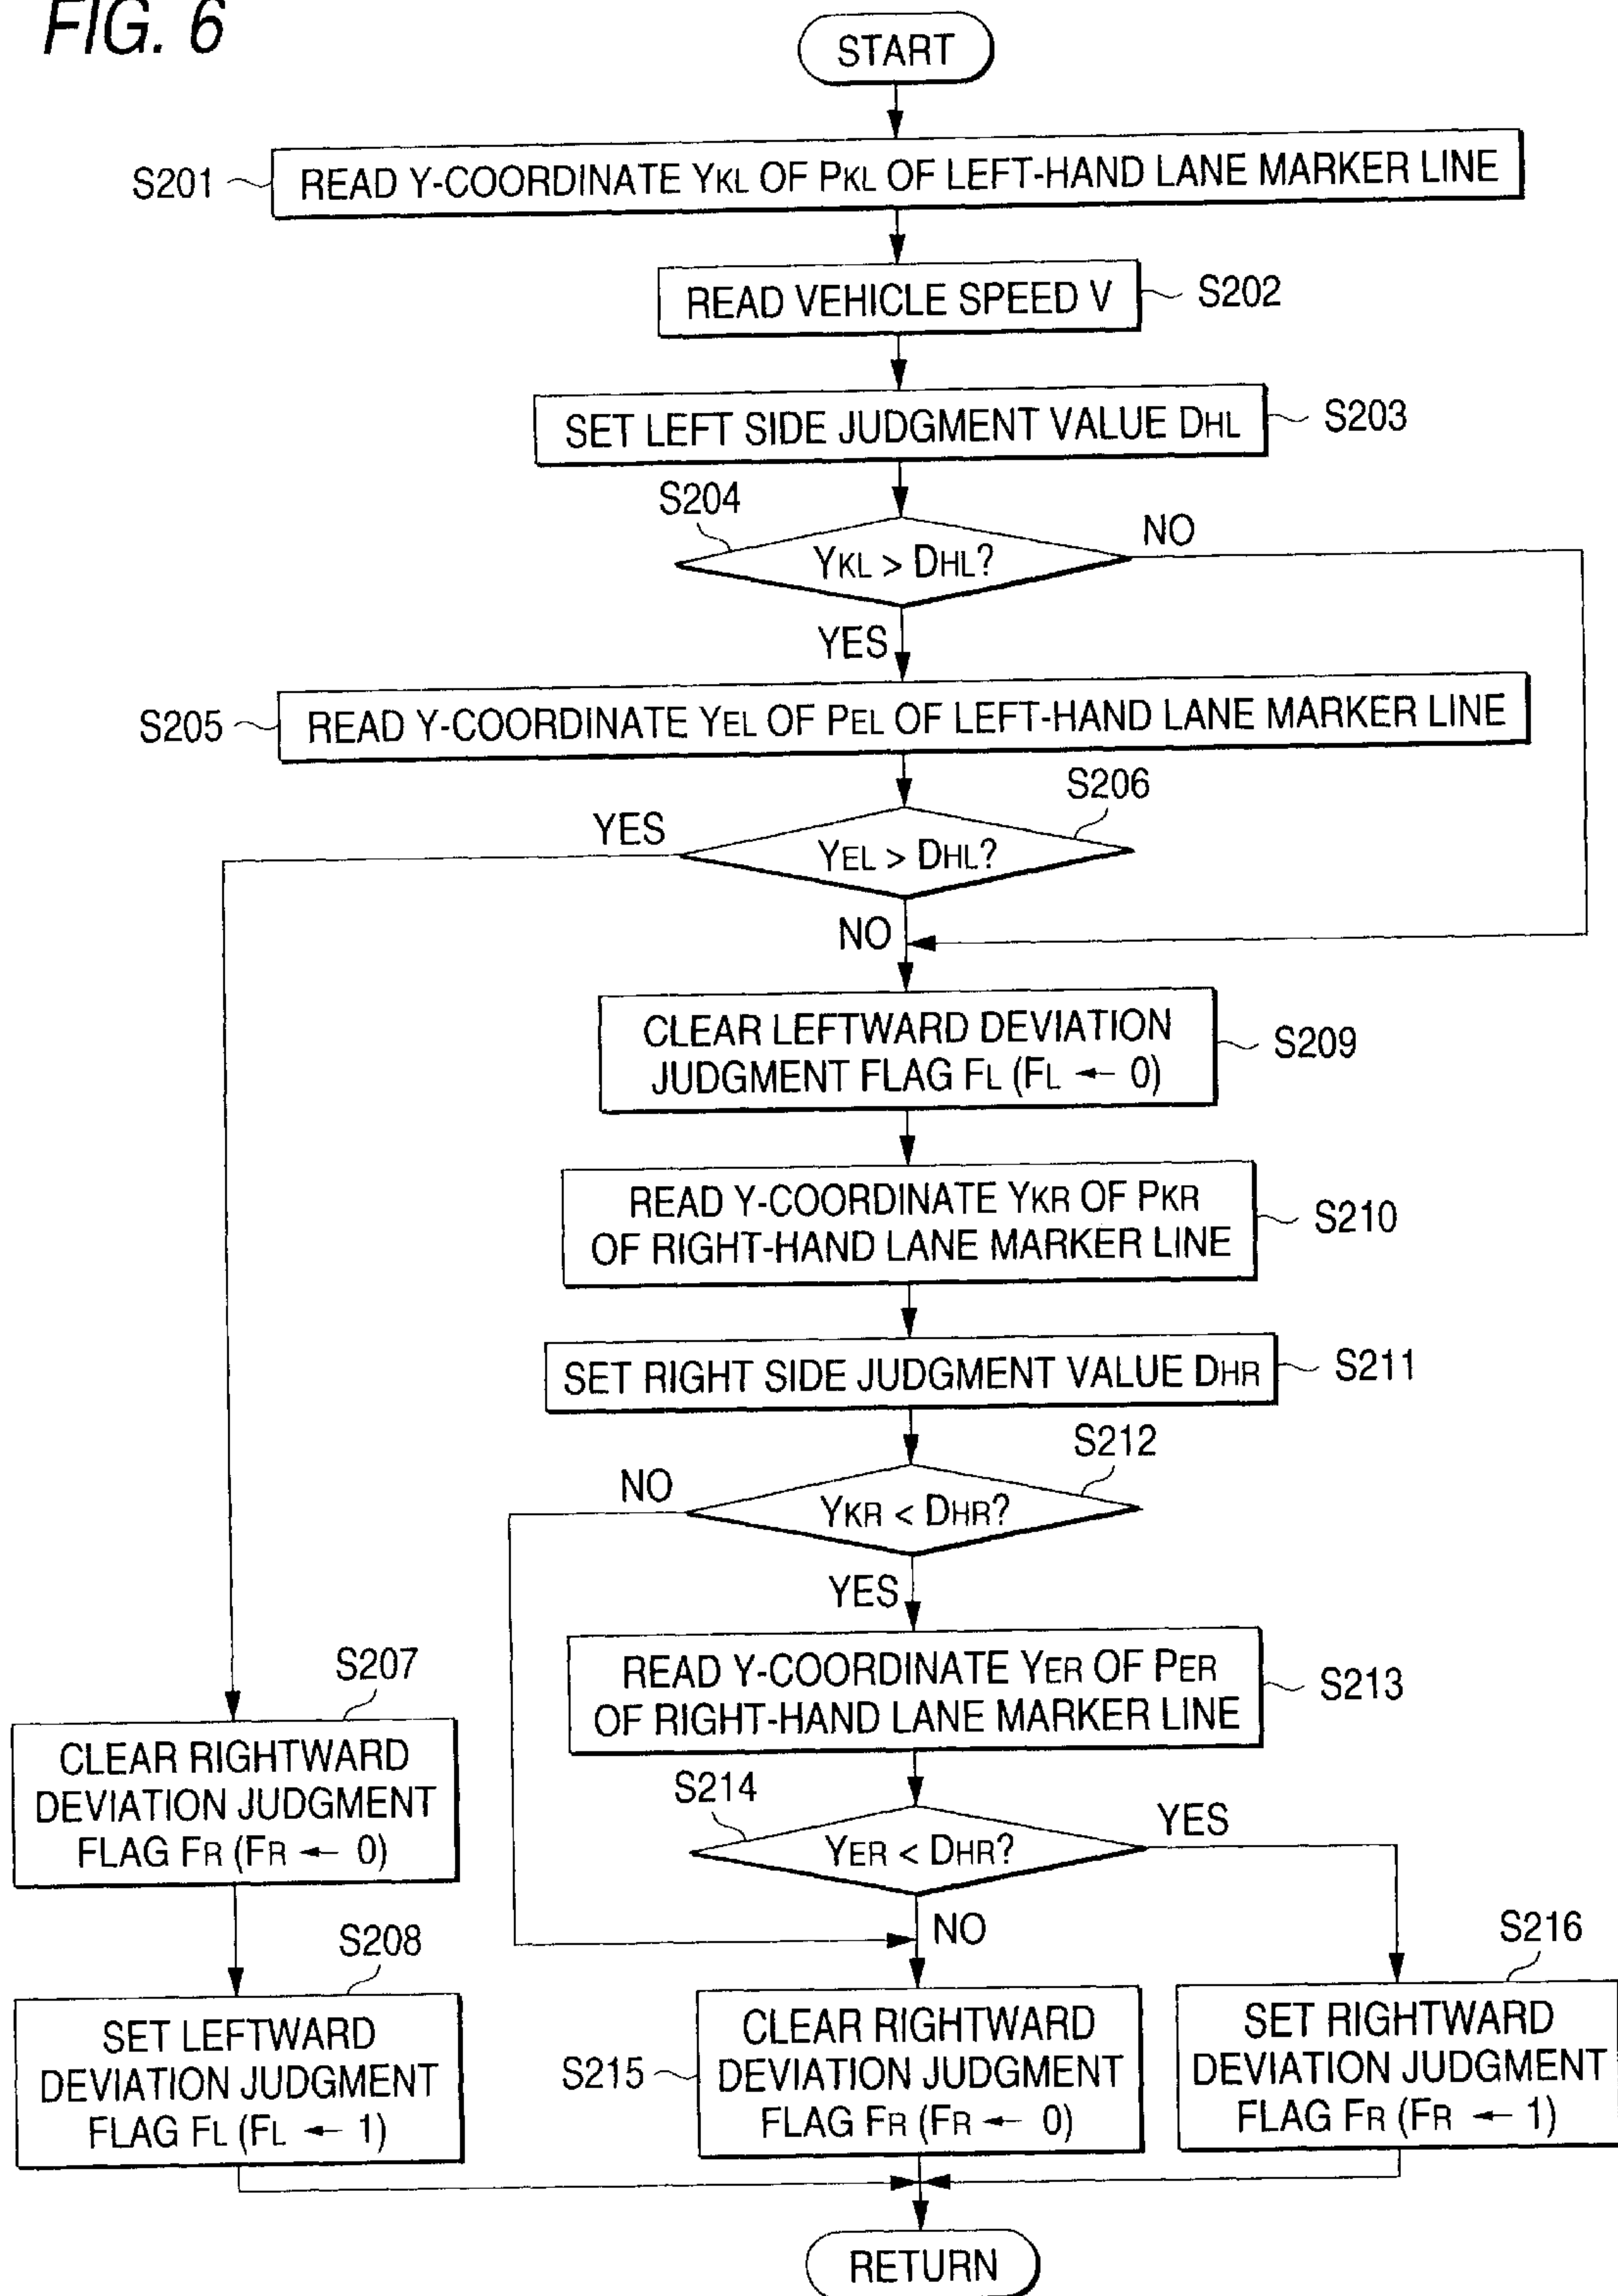 FIG. 6
START
S201
READ Y-COORDINATE YKL OF PKL OF LEFT-HAND LANE MARKER LINE
READ VEHICLE SPEED V
S202
SET LEFT SIDE JUDGMENT VALUE DHL
S203
S204
YKL > DHL?
NO
YES
S205
READ Y-COORDINATE YEL OF PEL OF LEFT-HAND LANE MARKER LINE
S206
YES
YEL > DHL?
NO
CLEAR LEFTWARD DEVIATION
JUDGMENT FLAG FL (FL ← 0)
S209
READ Y-COORDINATE YKR OF PKR
OF RIGHT-HAND LANE MARKER LINE
S210
SET RIGHT SIDE JUDGMENT VALUE DHR
S211
S212
NO
YKR < DHR?
YES
READ Y-COORDINATE YER OF PER
OF RIGHT-HAND LANE MARKER LINE
S213
S207
CLEAR RIGHTWARD
DEVIATION JUDGMENT
FLAG FR (FR ← 0)
S214
YER < DHR?
YES
NO
S208
SET LEFTWARD
DEVIATION JUDGMENT
FLAG FL (FL ← 1)
S215
CLEAR RIGHTWARD
DEVIATION JUDGMENT
FLAG FR (FR ← 0)
S216
SET RIGHTWARD
DEVIATION JUDGMENT
FLAG FR (FR ← 1)
RETURN